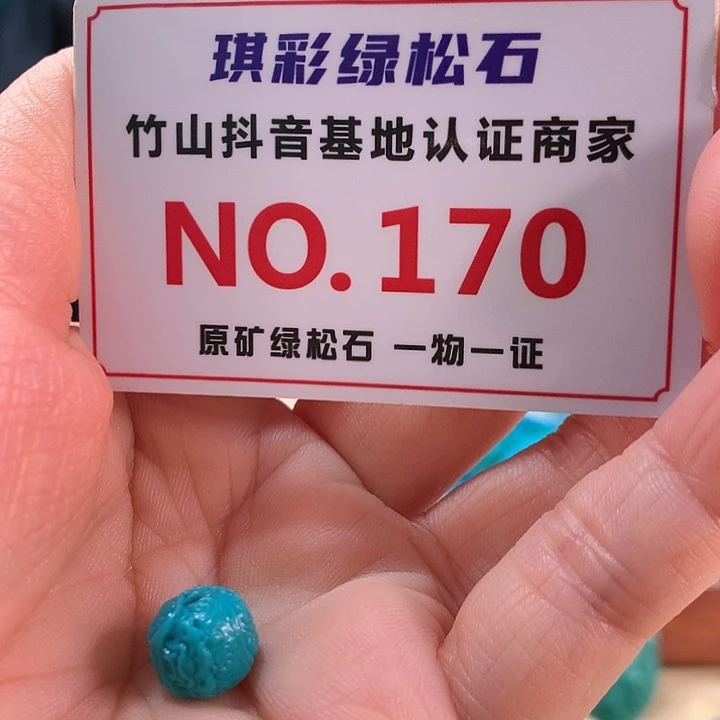 琪彩绿松石
竹山抖音基地认证商家
NO.170
原矿绿松石 一物一证